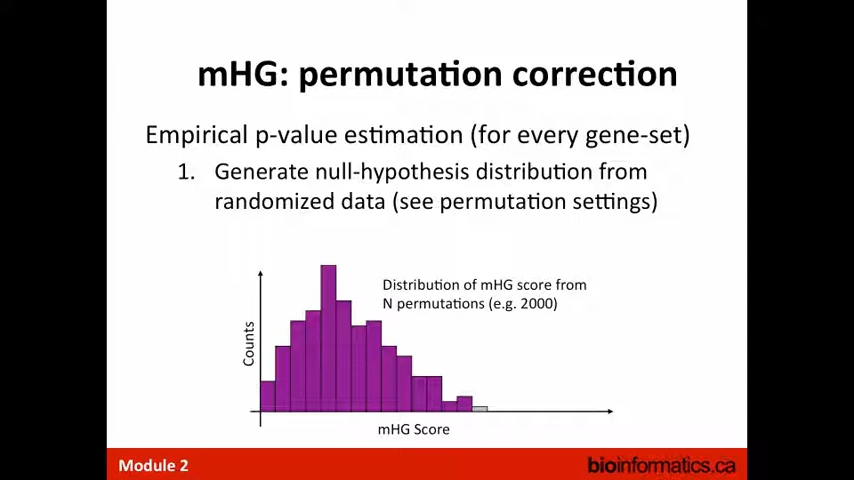 mHG: permutation correction
Empirical p-value estimation (for every gene-set)
1. Generate null-hypothesis distribution from
randomized data (see permutation settings)
Distribution of mHG score from
N permutations (e.g. 2000)
Counts
mHG Score
Module 2
bioinformatics.ca